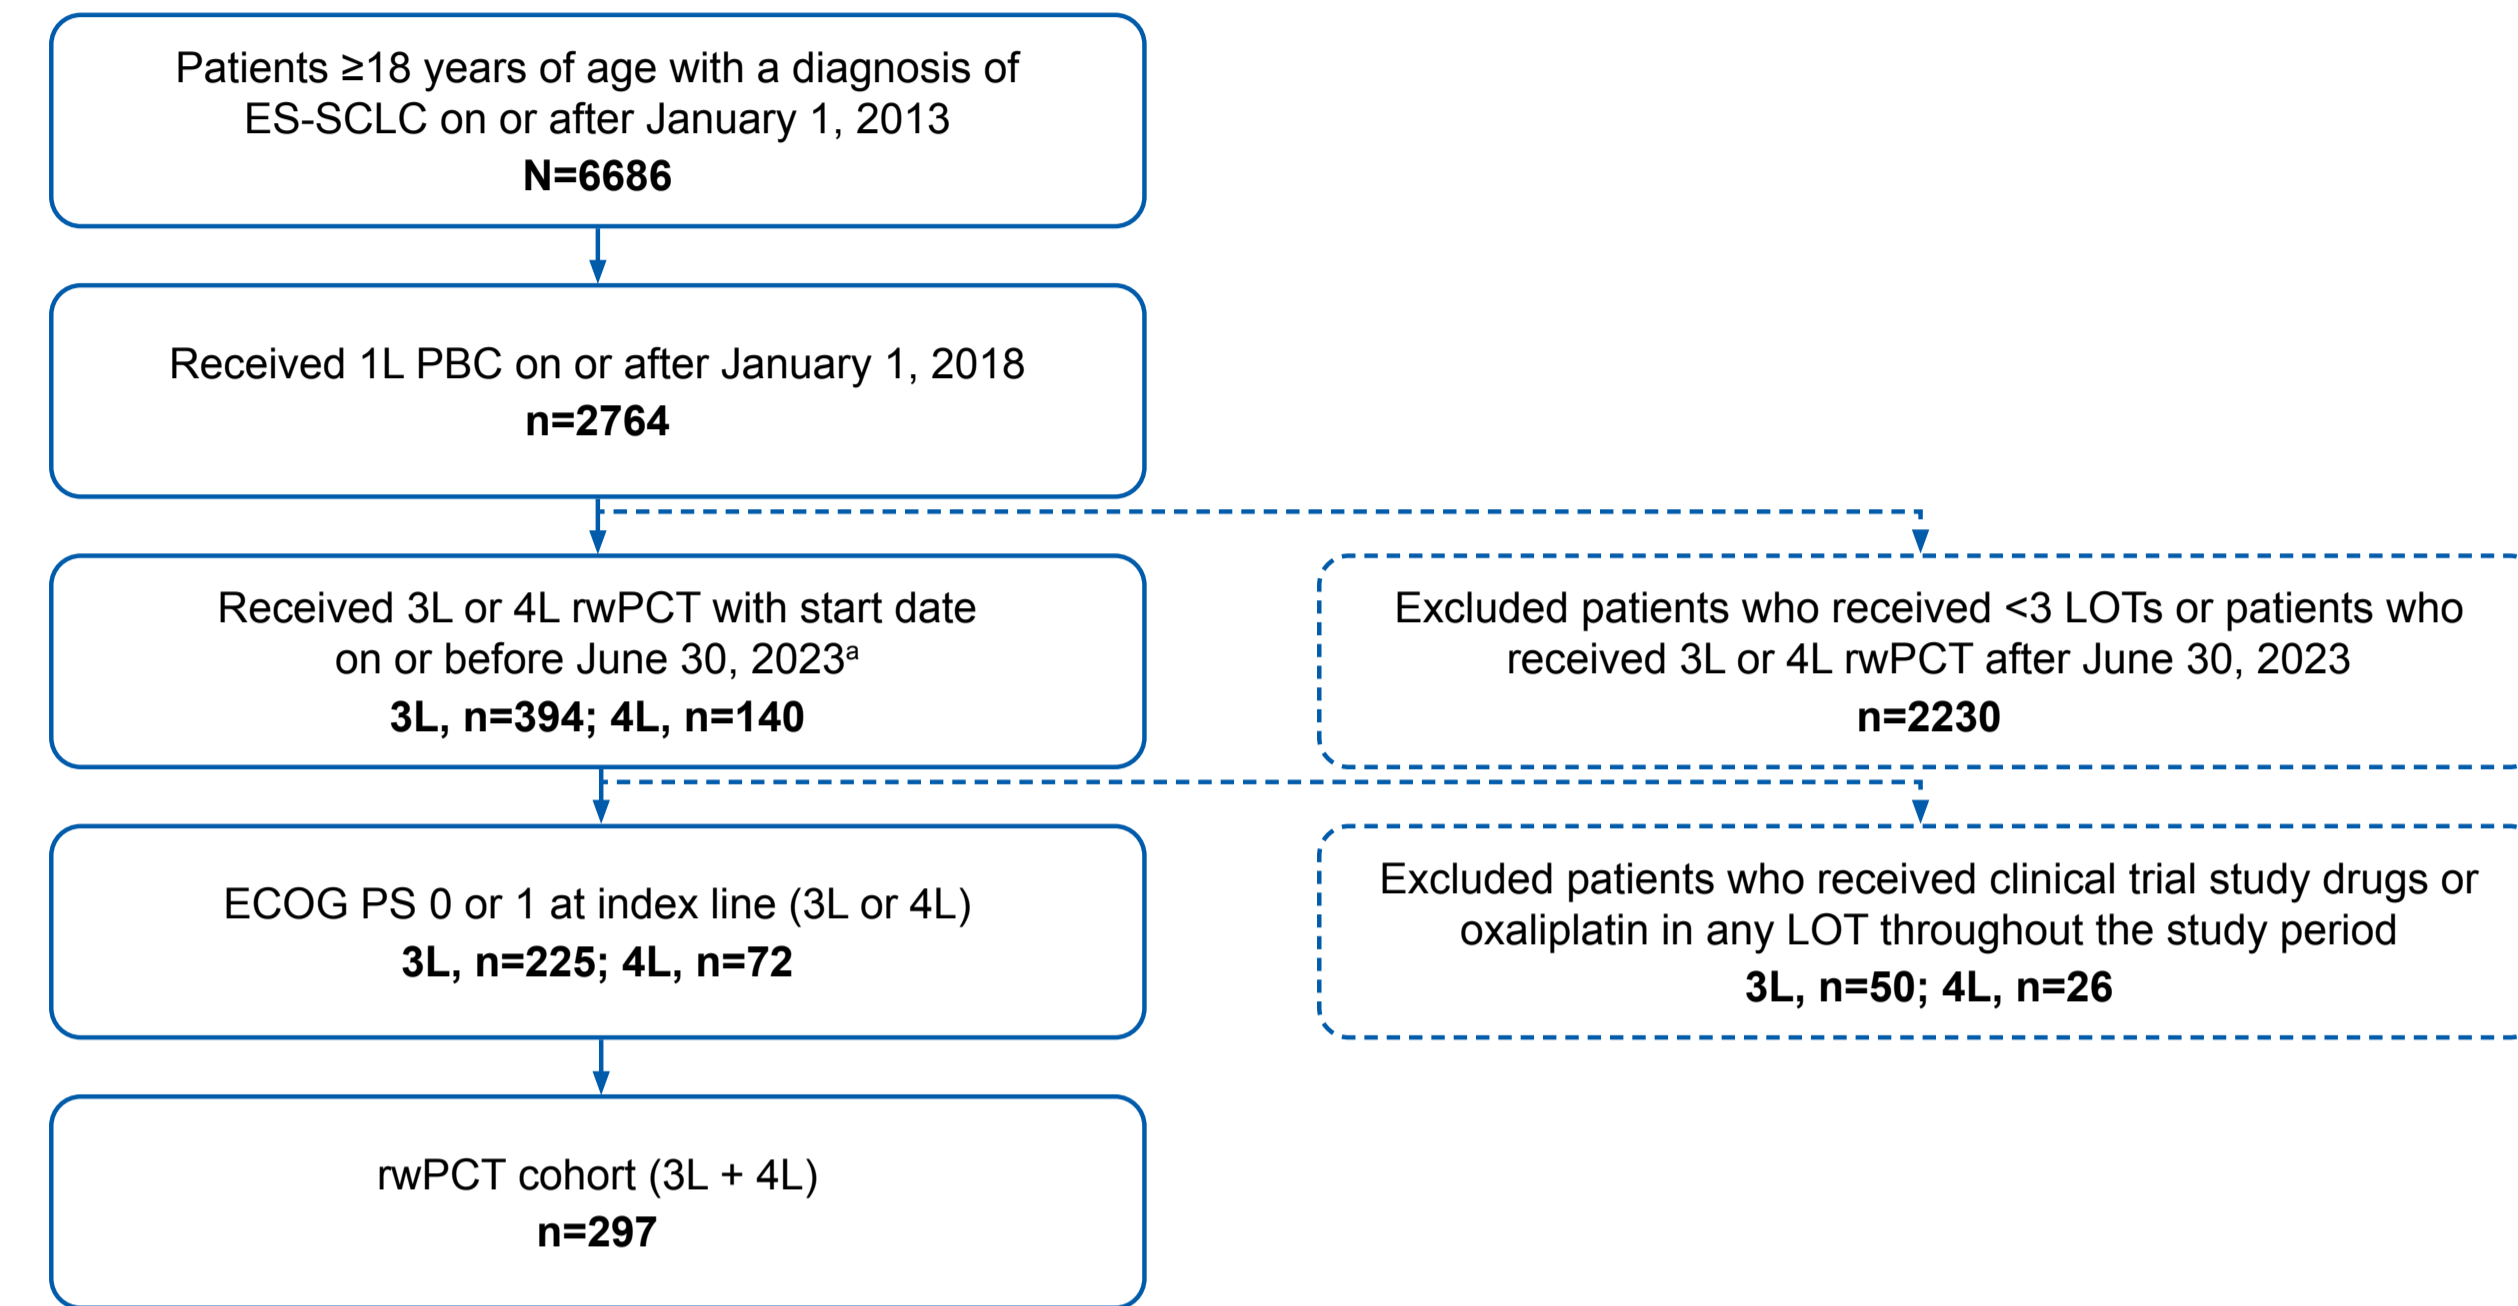 Patients ≥18 years of age with a diagnosis of
ES-SCLC on or after January 1, 2013
N=6686
Received 1L PBC on or after January 1, 2018
n=2764
Received 3L or 4L rwPCT with start date
on or before June 30, 2023ᵃ
3L, n=394; 4L, n=140
Excluded patients who received <3 LOTs or patients who
received 3L or 4L rwPCT after June 30, 2023
n=2230
ECOG PS 0 or 1 at index line (3L or 4L)
3L, n=225; 4L, n=72
Excluded patients who received clinical trial study drugs or
oxaliplatin in any LOT throughout the study period
3L, n=50; 4L, n=26
rwPCT cohort (3L + 4L)
n=297